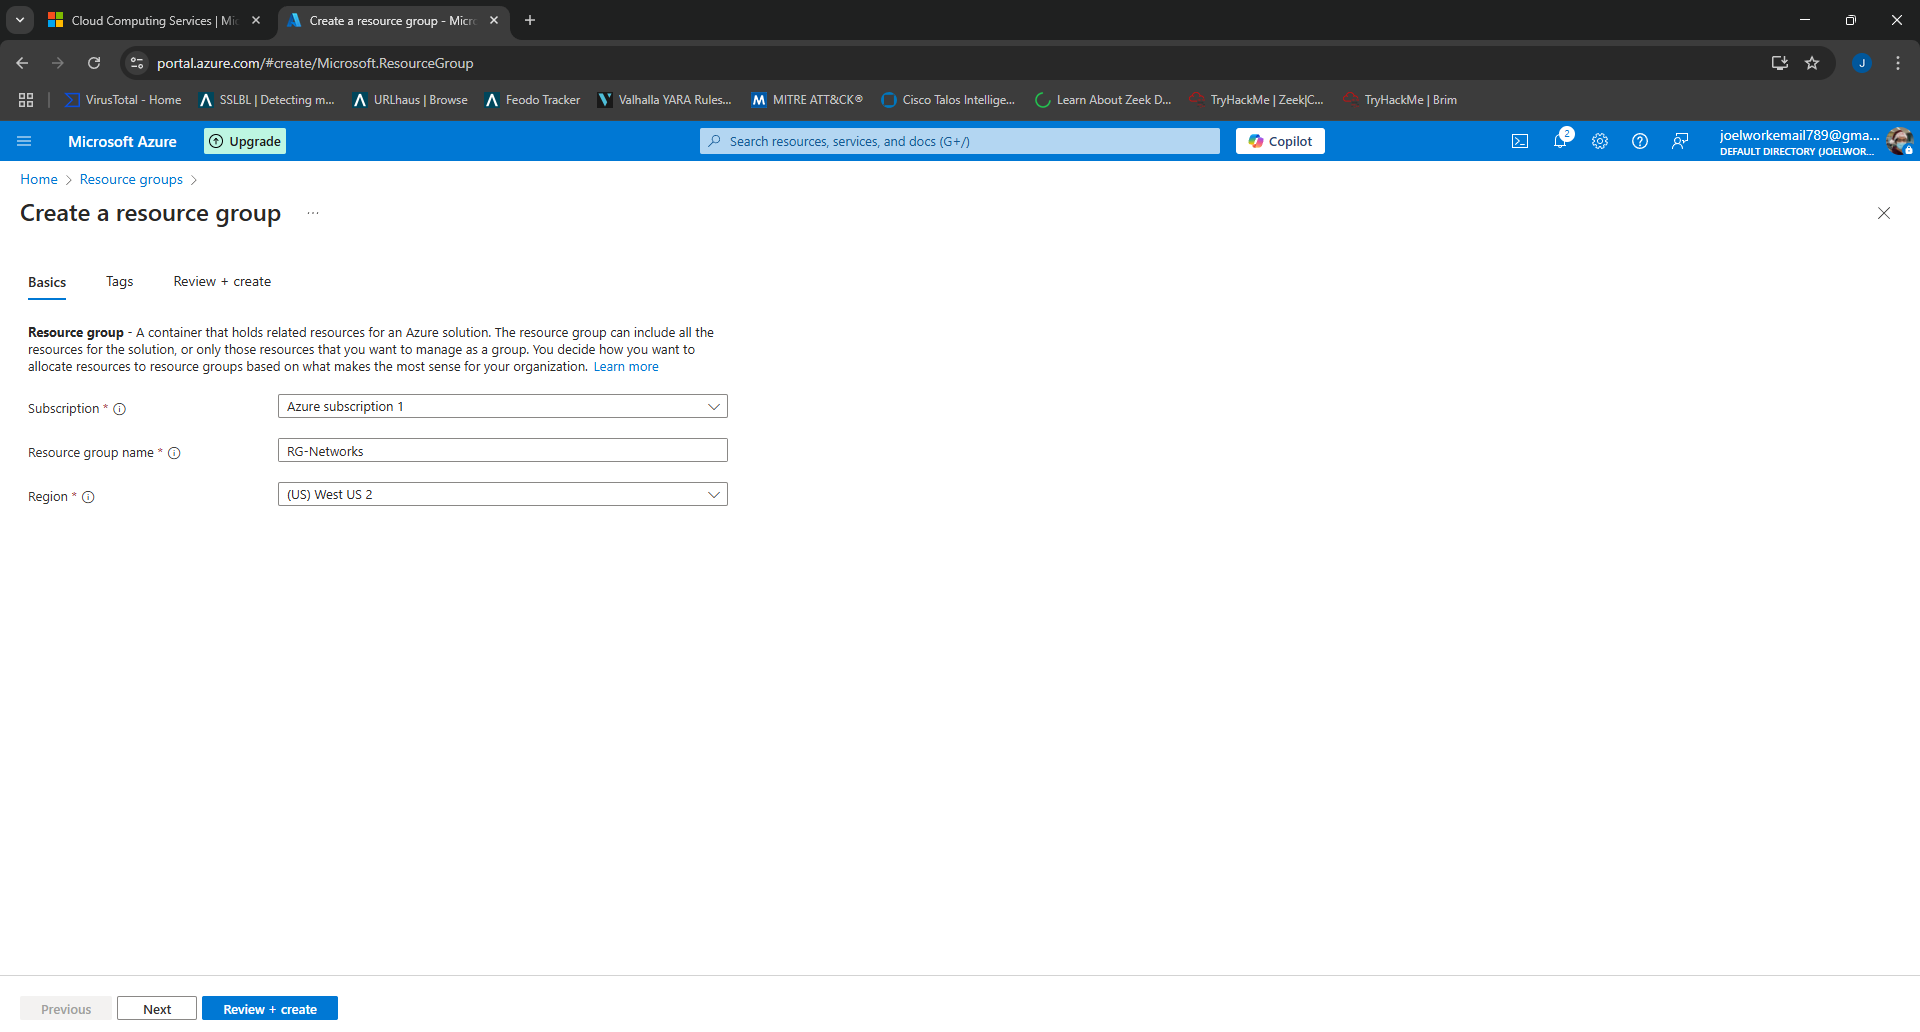 Cloud Computing Services | Mi
Create a resource group - Micro
portal.azure.com/#create/Microsoft.ResourceGroup
J
VirusTotal - Home
SSLBL | Detecting m...
URLhaus | Browse
Feodo Tracker
Valhalla YARA Rules...
MITRE ATT&CK®
Cisco Talos Intellige...
Learn About Zeek D...
TryHackMe | Zeek|C...
TryHackMe | Brim
Microsoft Azure
Upgrade
Search resources, services, and docs (G+/)
Copilot
2
joelworkemail789@gma...
DEFAULT DIRECTORY (JOELWOR...
Home > Resource groups >
Create a resource group ...
Basics
Tags
Review + create
Resource group - A container that holds related resources for an Azure solution. The resource group can include all the
resources for the solution, or only those resources that you want to manage as a group. You decide how you want to
allocate resources to resource groups based on what makes the most sense for your organization. Learn more
Subscription *
Azure subscription 1
Resource group name *
RG-Networks
Region *
(US) West US 2
Previous
Next
Review + create